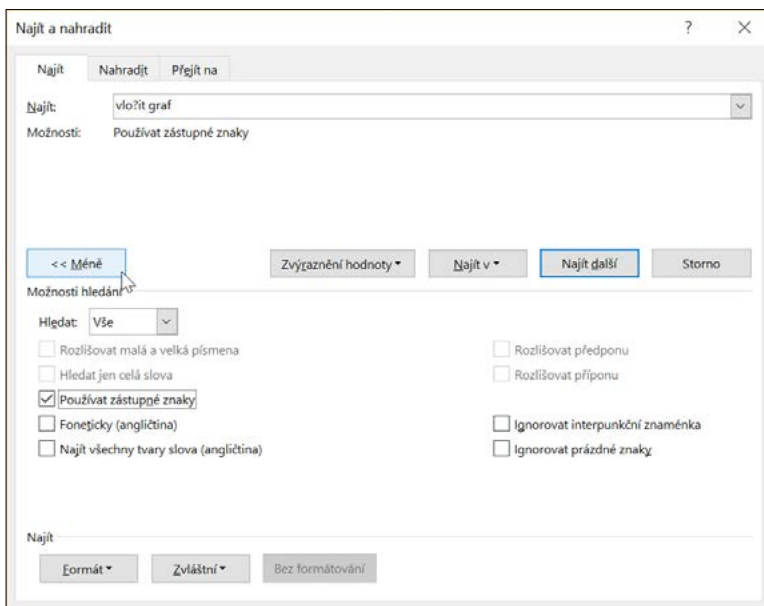 Najít a nahradit ? ×
Najít Nahradit Přejít na
Najít: vlo?it graf
Možnosti: Používat zástupné znaky
<< Méně Zvýraznění hodnoty Najít v Najít další Storno
Možnosti hledání
Hledat: Vše
Rozlišovat malá a velká písmena Rozlišovat předponu
Hledat jen celá slova Rozlišovat příponu
Používat zástupné znaky
Foneticky (angličtina) Ignorovat interpunkční znaménka
Najít všechny tvary slova (angličtina) Ignorovat prázdné znaky
Najít
Formát Zvláštní Bez formátování